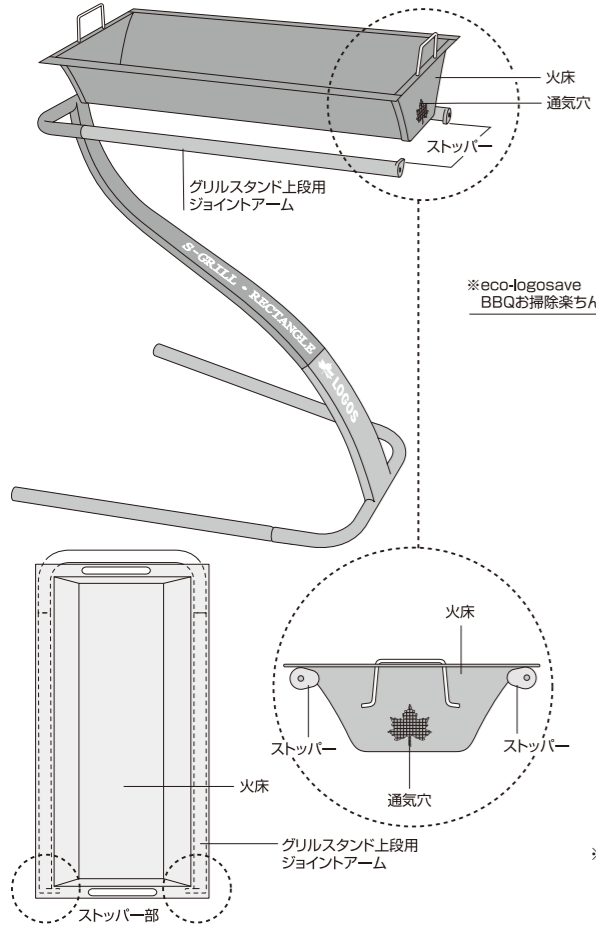 火床
通気穴
ストッパー
グリルスタンド上段用
ジョイントアーム
S-GRILL・RECTANGLE
LOGOS
※eco-logosave
BBQお掃除楽ちん
火床
ストッパー
ストッパー
通気穴
火床
グリルスタンド上段用
ジョイントアーム
ストッパー部
※